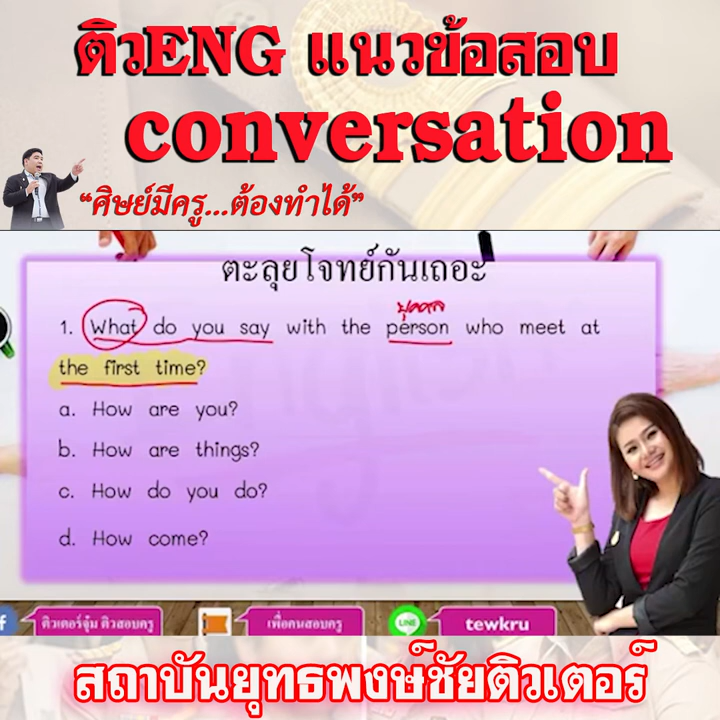 ติวENG แนวข้อสอบ
conversation
“ศิษย์มีครู...ต้องทำได้”
ตะลุยโจทย์กันเถอะ
บุคคล
1. What do you say with the person who meet at
the first time?
a. How are you?
b. How are things?
c. How do you do?
d. How come?
f ติวเตอร์จุ๋ม ติวสอบครู เพื่อคนสอบครู LINE tewkru
สถาบันยุทธพงษ์ชัยติวเตอร์